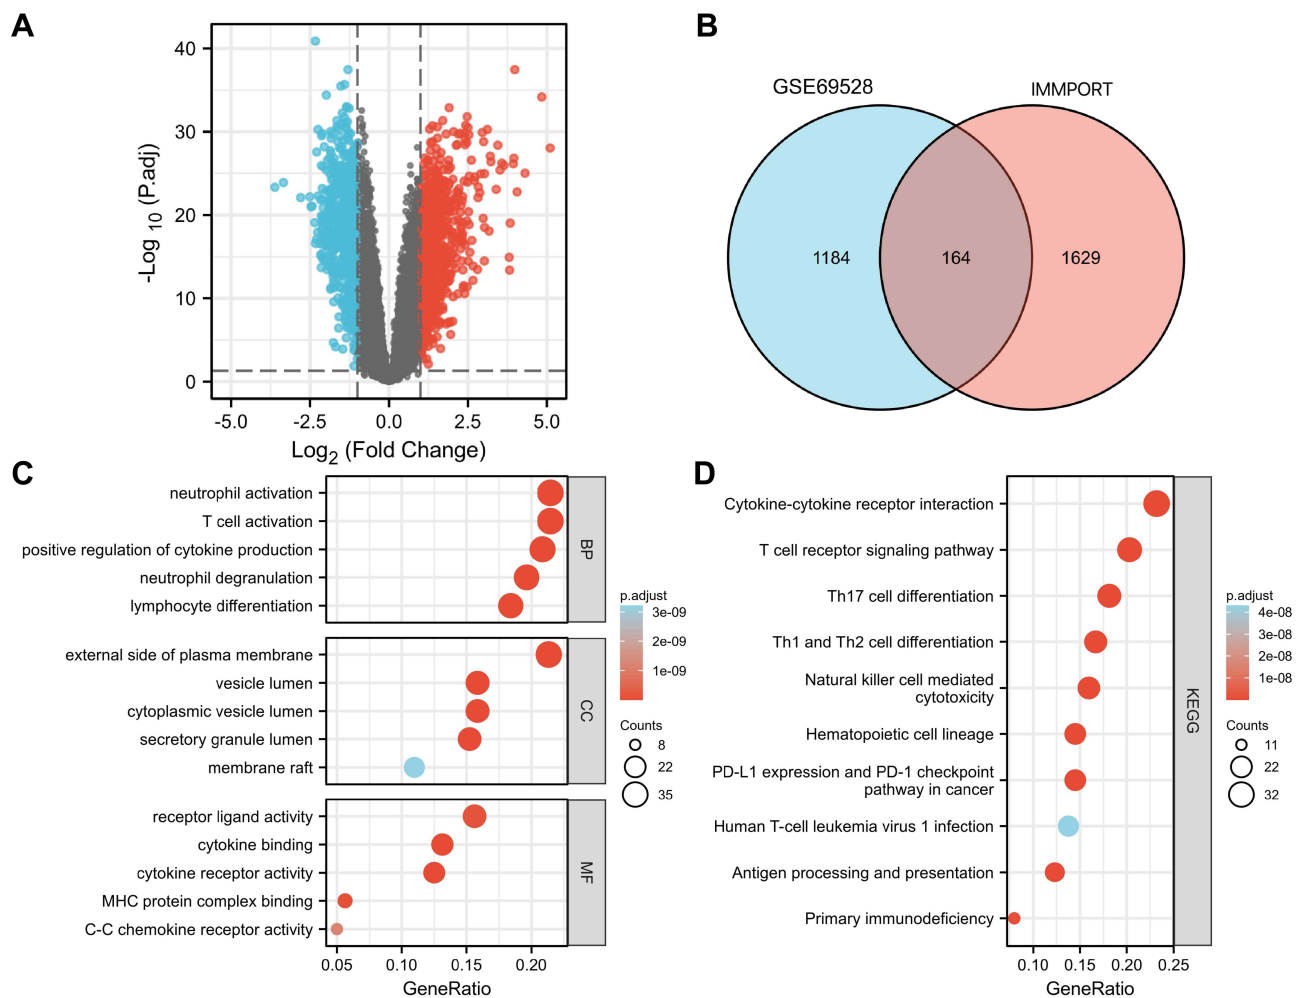 A
-Log 10 (P.adj)
40
30
20
10
0
-5.0 -2.5 0.0 2.5 5.0
Log2 (Fold Change)
B
GSE69528 IMMPORT
1184 164 1629
C
neutrophil activation
T cell activation
positive regulation of cytokine production
neutrophil degranulation
lymphocyte differentiation
BP
external side of plasma membrane
vesicle lumen
cytoplasmic vesicle lumen
secretory granule lumen
membrane raft
CC
receptor ligand activity
cytokine binding
cytokine receptor activity
MHC protein complex binding
C-C chemokine receptor activity
MF
0.05 0.10 0.15 0.20
GeneRatio
p.adjust
3e-09
2e-09
1e-09
Counts
8
22
35
D
Cytokine-cytokine receptor interaction
T cell receptor signaling pathway
Th17 cell differentiation
Th1 and Th2 cell differentiation
Natural killer cell mediated
cytotoxicity
Hematopoietic cell lineage
PD-L1 expression and PD-1 checkpoint
pathway in cancer
Human T-cell leukemia virus 1 infection
Antigen processing and presentation
Primary immunodeficiency
KEGG
0.10 0.15 0.20 0.25
GeneRatio
p.adjust
4e-08
3e-08
2e-08
1e-08
Counts
11
22
32